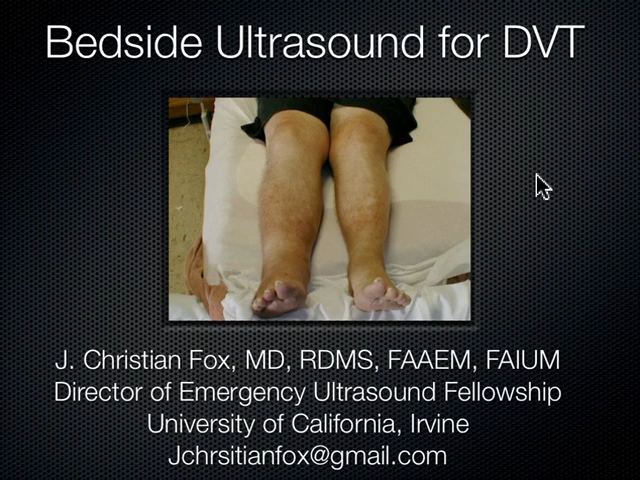 Bedside Ultrasound for DVT
J. Christian Fox, MD, RDMS, FAAEM, FAIUM
Director of Emergency Ultrasound Fellowship
University of California, Irvine
Jchrsitianfox@gmail.com